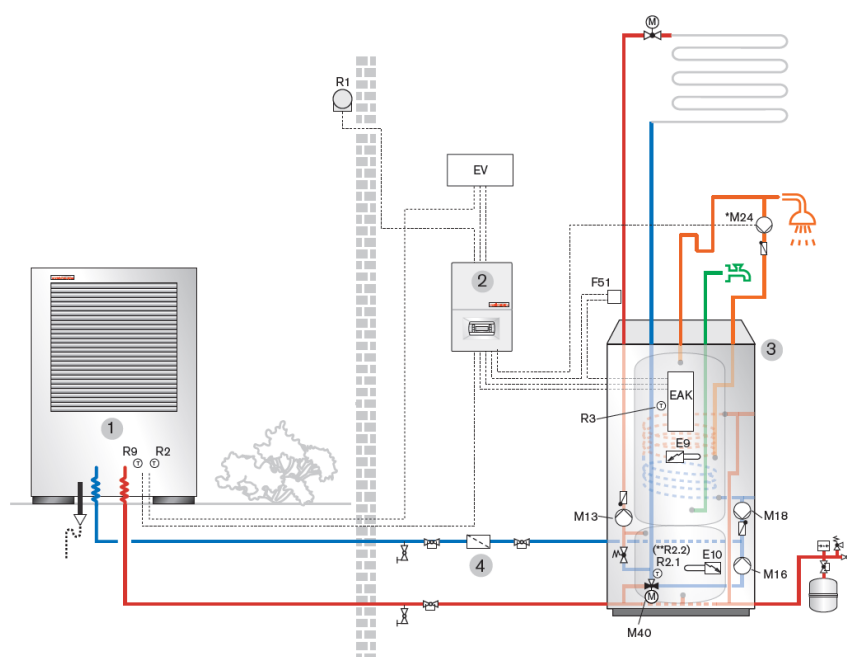 M
R1
EV
*M24
2
F51
3
EAK
R3
1
E9
R9 R2
T T
T
M13
M18
(**R2.2)
R2.1
E10
T
4
M16
M
M40